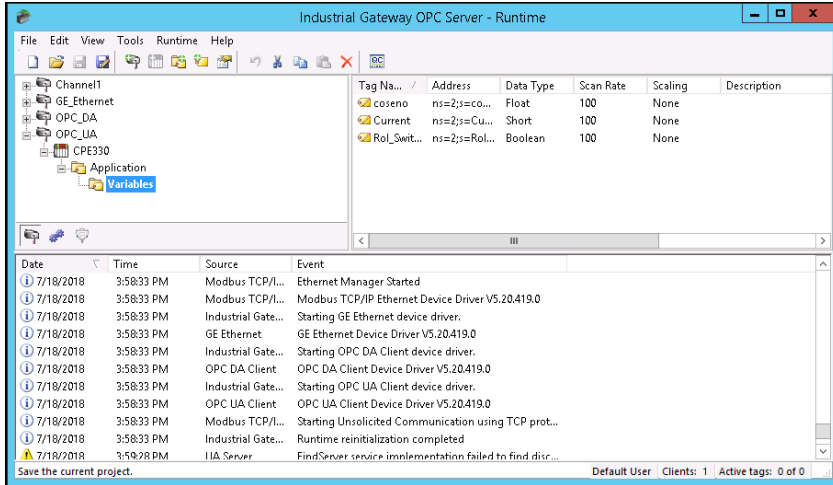 Industrial Gateway OPC Server - Runtime
File Edit View Tools Runtime Help
QC
Channel1
GE_Ethernet
OPC_DA
OPC_UA
CPE330
Application
Variables
Tag Na... Address Data Type Scan Rate Scaling Description
coseno ns=2;s=co... Float 100 None
Current ns=2;s=Cu... Short 100 None
Rol_Swit... ns=2;s=Rol... Boolean 100 None
Date Time Source Event
7/18/2018 3:58:33 PM Modbus TCP/I... Ethernet Manager Started
7/18/2018 3:58:33 PM Modbus TCP/I... Modbus TCP/IP Ethernet Device Driver V5.20.419.0
7/18/2018 3:58:33 PM Industrial Gate... Starting GE Ethernet device driver.
7/18/2018 3:58:33 PM GE Ethernet GE Ethernet Device Driver V5.20.419.0
7/18/2018 3:58:33 PM Industrial Gate... Starting OPC DA Client device driver.
7/18/2018 3:58:33 PM OPC DA Client OPC DA Client Device Driver V5.20.419.0
7/18/2018 3:58:33 PM Industrial Gate... Starting OPC UA Client device driver.
7/18/2018 3:58:33 PM OPC UA Client OPC UA Client Device Driver V5.20.419.0
7/18/2018 3:58:33 PM Modbus TCP/I... Starting Unsolicited Communication using TCP prot...
7/18/2018 3:58:33 PM Industrial Gate... Runtime reinitialization completed
7/18/2018 3:59:28 PM UA Server FindServer service implementation failed to find disc...
Save the current project. Default User Clients: 1 Active tags: 0 of 0